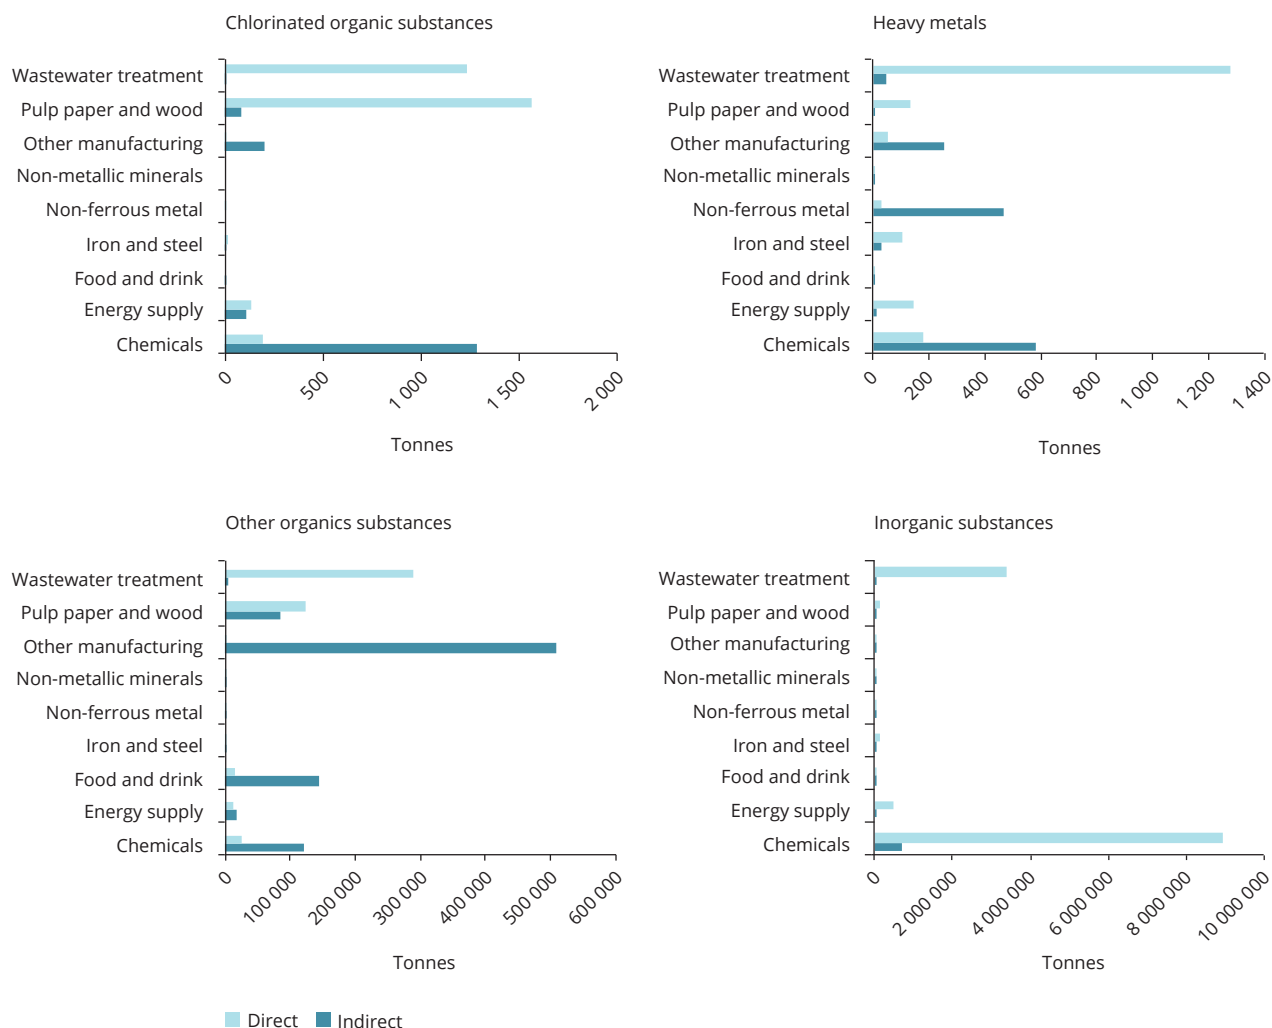 Chlorinated organic substances
Wastewater treatment
Pulp paper and wood
Other manufacturing
Non-metallic minerals
Non-ferrous metal
Iron and steel
Food and drink
Energy supply
Chemicals
0
500
1 000
1 500
2 000
Tonnes
Heavy metals
Wastewater treatment
Pulp paper and wood
Other manufacturing
Non-metallic minerals
Non-ferrous metal
Iron and steel
Food and drink
Energy supply
Chemicals
0
200
400
600
800
1 000
1 200
1 400
Tonnes
Other organics substances
Wastewater treatment
Pulp paper and wood
Other manufacturing
Non-metallic minerals
Non-ferrous metal
Iron and steel
Food and drink
Energy supply
Chemicals
0
100 000
200 000
300 000
400 000
500 000
600 000
Tonnes
Inorganic substances
Wastewater treatment
Pulp paper and wood
Other manufacturing
Non-metallic minerals
Non-ferrous metal
Iron and steel
Food and drink
Energy supply
Chemicals
0
2 000 000
4 000 000
6 000 000
8 000 000
10 000 000
Tonnes
Direct Indirect